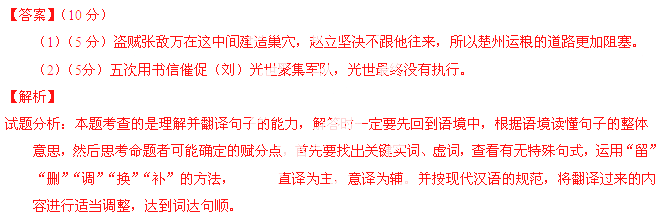 【答案】(10 分)
(1)(5 分)盗贼张敌万在这中间建造巢穴，赵立坚决不跟他往来，所以楚州运粮的道路更加阻塞。
(2)(5分)五次用书信催促（刘）光世聚集军队，光世最终没有执行。
【解析】
试题分析：本题考查的是理解并翻译句子的能力，解答时一定要先回到语境中，根据语境读懂句子的整体
意思，然后思考命题者可能确定的赋分点，首先要找出关键实词、虚词，查看有无特殊句式，运用“留”
“删”“调”“换”“补”的方法， 直译为主，意译为辅。并按现代汉语的规范，将翻译过来的内
容进行适当调整，达到词达句顺。